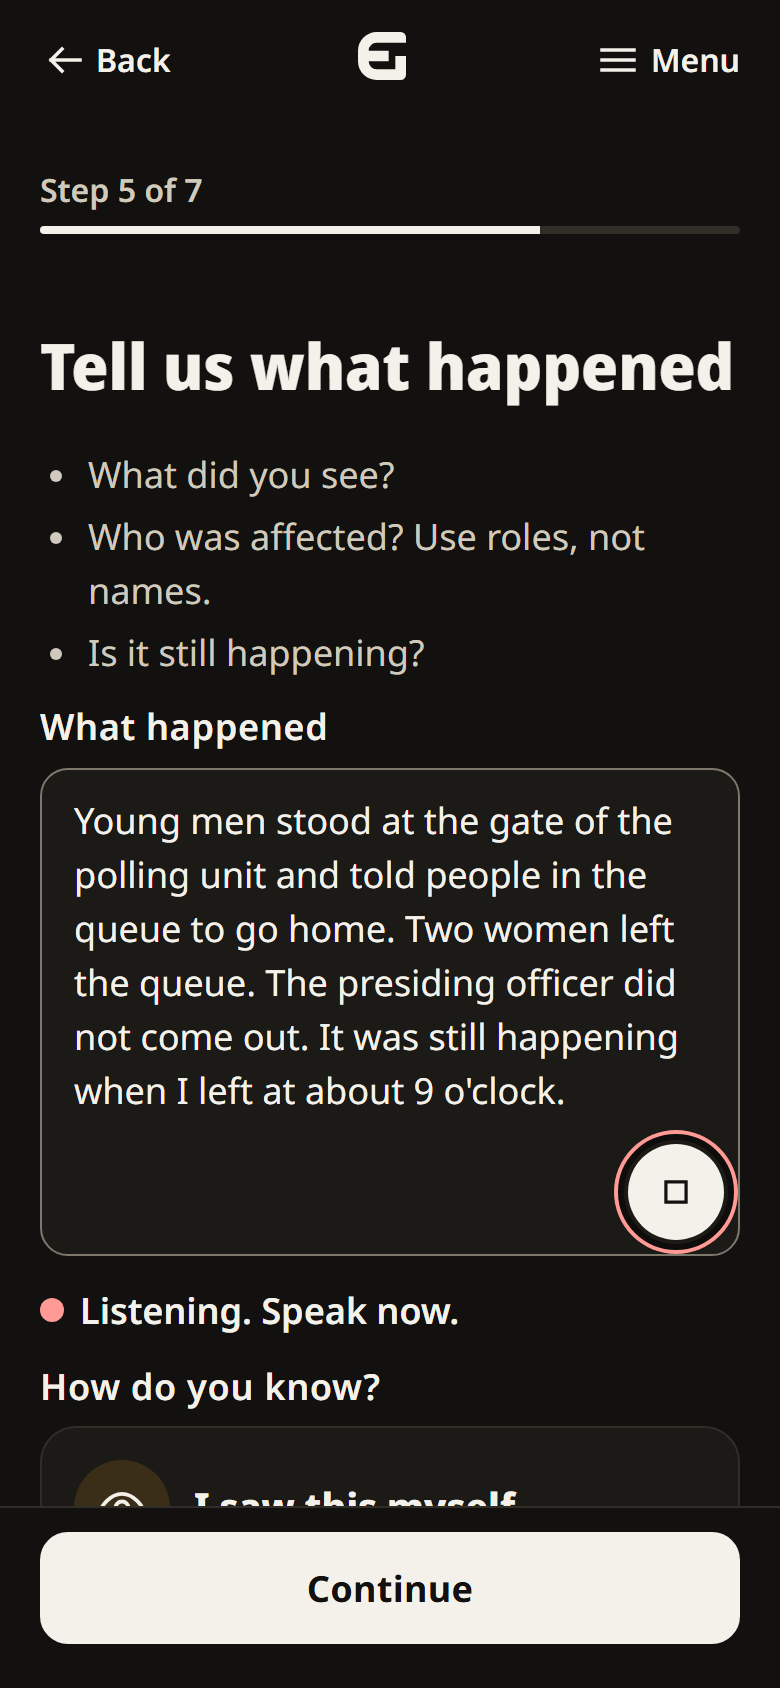 Back
Menu
Step 5 of 7
Tell us what happened
What did you see?
Who was affected? Use roles, not
names.
Is it still happening?
What happened
Young men stood at the gate of the
polling unit and told people in the
queue to go home. Two women left
the queue. The presiding officer did
not come out. It was still happening
when I left at about 9 o'clock.
Listening. Speak now.
How do you know?
I saw this myself
Continue